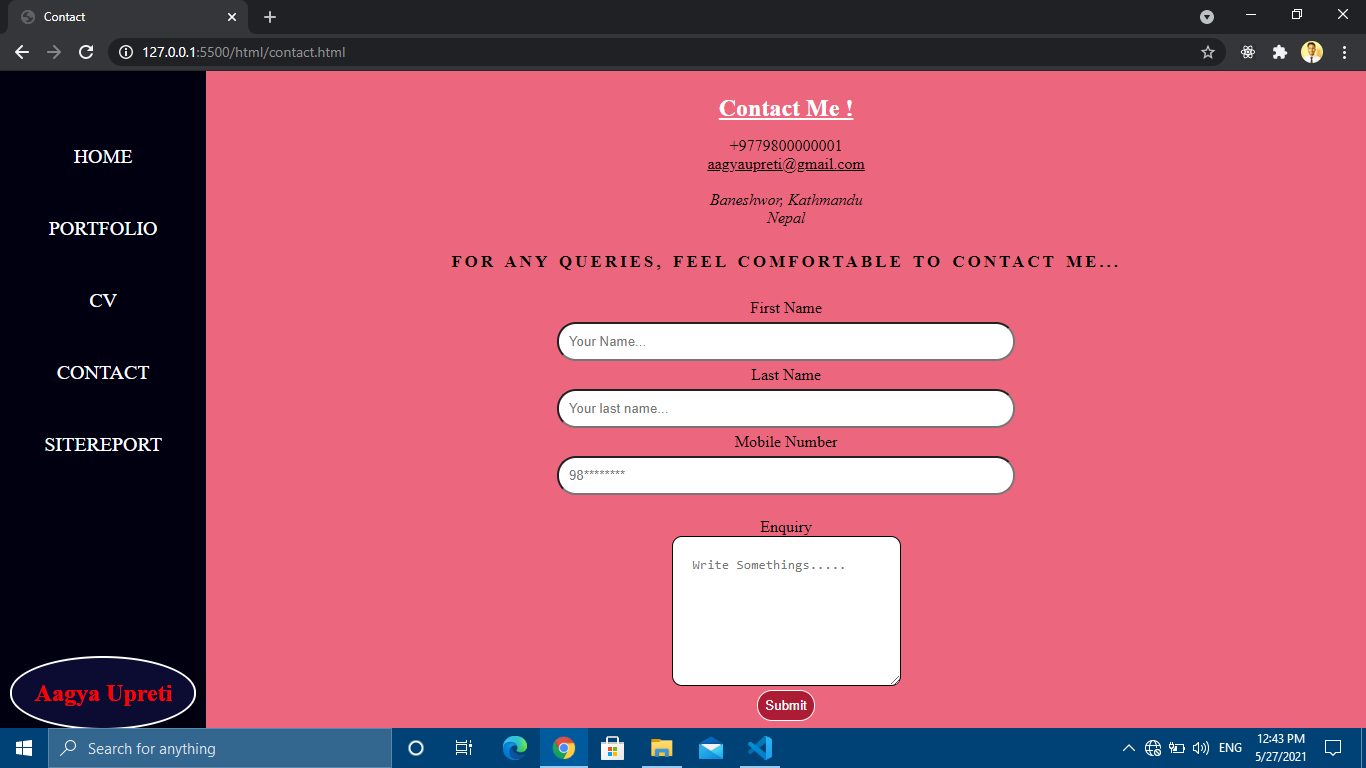 Contact
127.0.0.1:5500/html/contact.html
HOME
PORTFOLIO
CV
CONTACT
SITEREPORT
Aagya Upreti
Contact Me !
+9779800000001
aagyaupreti@gmail.com
Baneshwor, Kathmandu
Nepal
FOR ANY QUERIES, FEEL COMFORTABLE TO CONTACT ME...
First Name
Your Name...
Last Name
Your last name...
Mobile Number
98********
Enquiry
Write Somethings.....
Submit
Search for anything
ENG
12:43 PM
5/27/2021